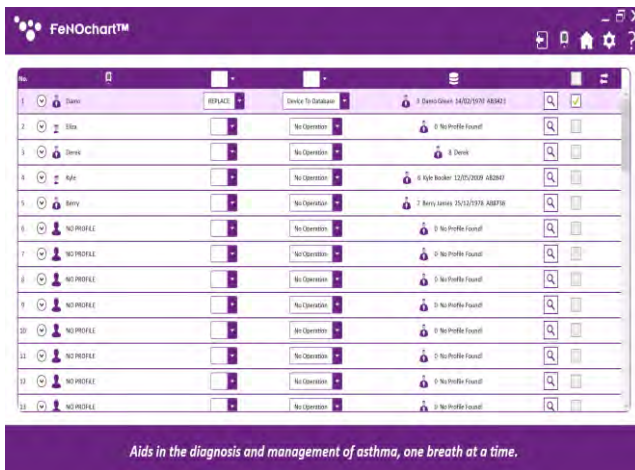 FeNOchart™
?
No.
1 Diano REPLACE Device To Database 3 Diano Green 14/02/1970 AB3421
2 Eliza No Operation 0 No Profile Found!
3 Derek No Operation 8 Derek
4 Kyle No Operation 6 Kyle Booker 12/05/2009 AB2847
5 Berry No Operation 7 Berry James 25/12/1978 AB8736
6 NO PROFILE No Operation 0 No Profile Found!
7 NO PROFILE No Operation 0 No Profile Found!
8 NO PROFILE No Operation 0 No Profile Found!
9 NO PROFILE No Operation 0 No Profile Found!
10 NO PROFILE No Operation 0 No Profile Found!
11 NO PROFILE No Operation 0 No Profile Found!
12 NO PROFILE No Operation 0 No Profile Found!
13 NO PROFILE No Operation 0 No Profile Found!
Aids in the diagnosis and management of asthma, one breath at a time.